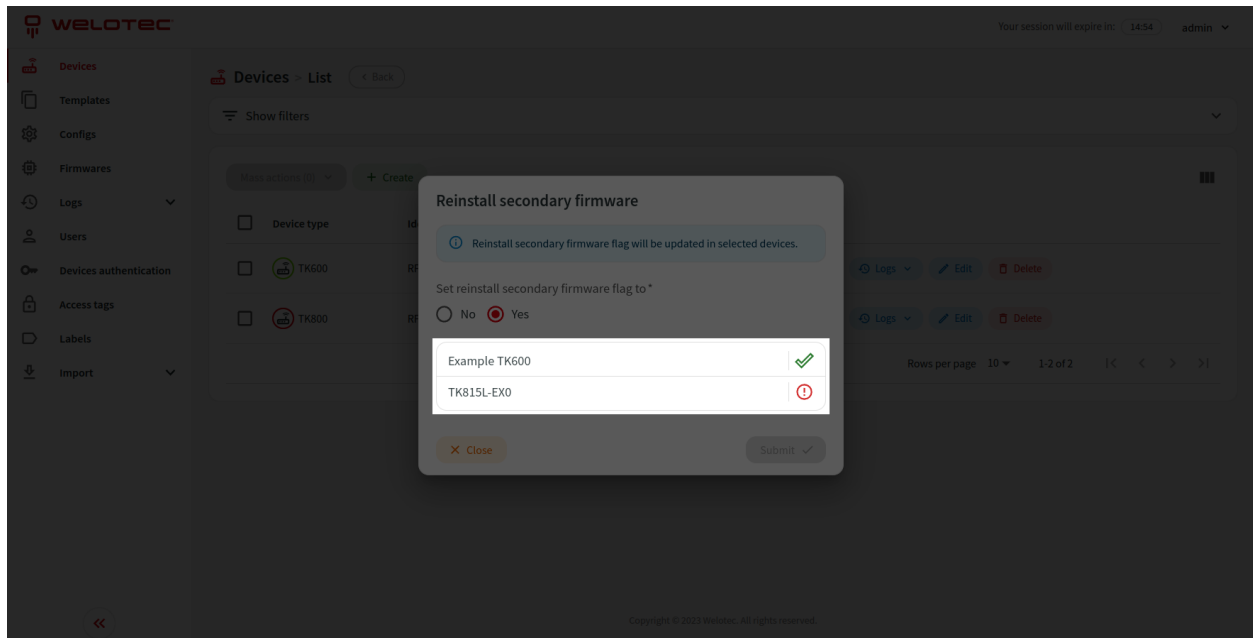 WELOTEC
Your session will expire in: 14:54 admin
Devices
Templates
Configs
Firmwares
Logs
Users
Devices authentication
Access tags
Labels
Import
Devices > List < Back
Show filters
More actions (0) + Create
Device type
TK600 Logs Edit Delete
TK800 Logs Edit Delete
Rows per page 10 1-2 of 2
Reinstall secondary firmware
Reinstall secondary firmware flag will be updated in selected devices.
Set reinstall secondary firmware flag to *
No Yes
Example TK600
TK815L-EX0
Close Submit
Copyright © 2023 Welotec. All rights reserved.